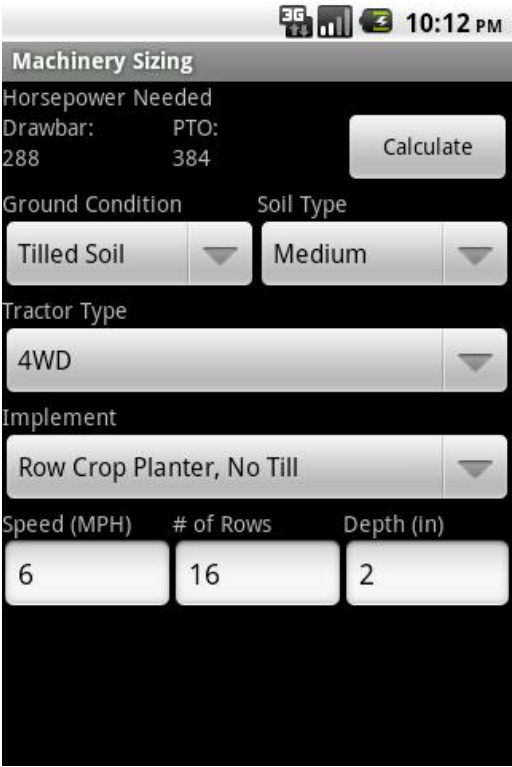 3G 10:12 PM
Machinery Sizing
Horsepower Needed
Drawbar: PTO:
288 384
Calculate
Ground Condition Soil Type
Tilled Soil Medium
Tractor Type
4WD
Implement
Row Crop Planter, No Till
Speed (MPH) # of Rows Depth (in)
6 16 2